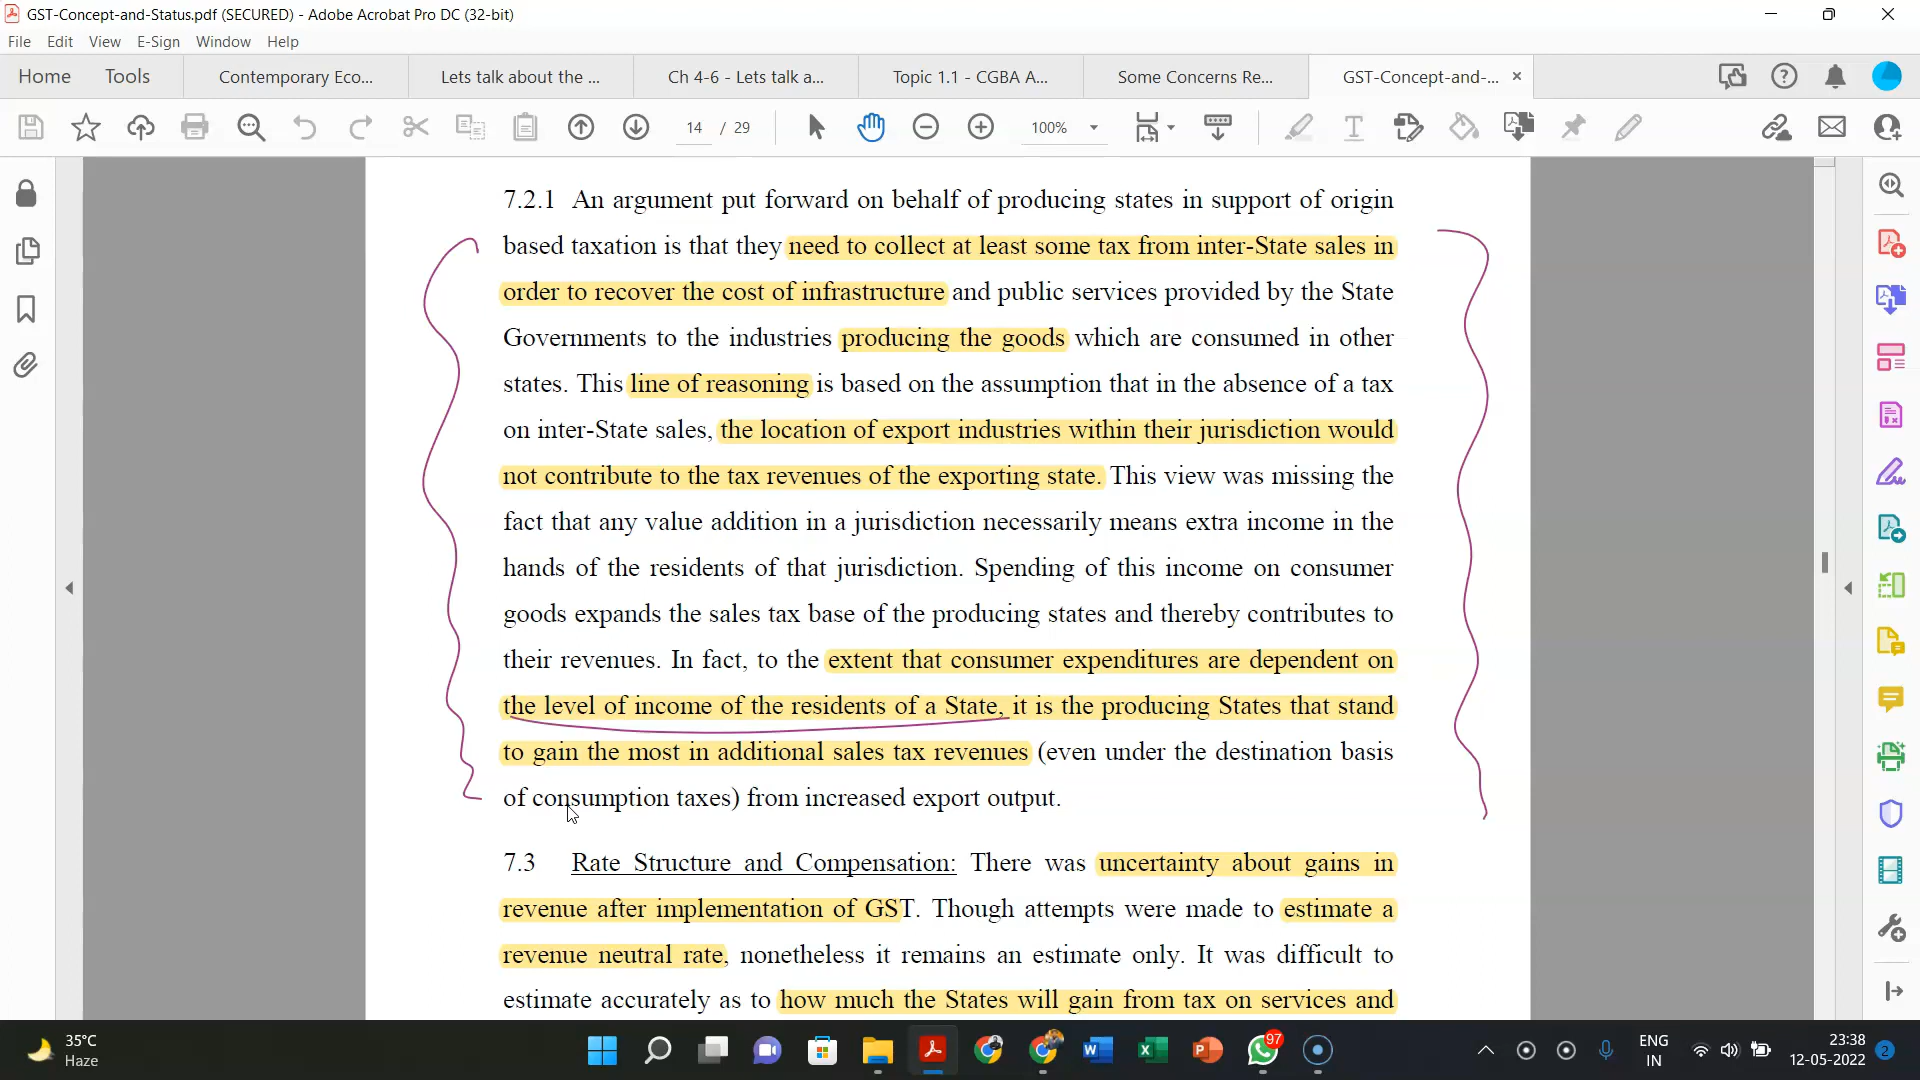 GST-Concept-and-Status.pdf (SECURED) - Adobe Acrobat Pro DC (32-bit)
File Edit View E-Sign Window Help
Home Tools Contemporary Eco... Lets talk about the ... Ch 4-6 - Lets talk a... Topic 1.1 - CGBA A... Some Concerns Re... GST-Concept-and-...
14 / 29 100%
7.2.1 An argument put forward on behalf of producing states in support of origin
based taxation is that they need to collect at least some tax from inter-State sales in
order to recover the cost of infrastructure and public services provided by the State
Governments to the industries producing the goods which are consumed in other
states. This line of reasoning is based on the assumption that in the absence of a tax
on inter-State sales, the location of export industries within their jurisdiction would
not contribute to the tax revenues of the exporting state. This view was missing the
fact that any value addition in a jurisdiction necessarily means extra income in the
hands of the residents of that jurisdiction. Spending of this income on consumer
goods expands the sales tax base of the producing states and thereby contributes to
their revenues. In fact, to the extent that consumer expenditures are dependent on
the level of income of the residents of a State, it is the producing States that stand
to gain the most in additional sales tax revenues (even under the destination basis
of consumption taxes) from increased export output.
7.3 Rate Structure and Compensation: There was uncertainty about gains in
revenue after implementation of GST. Though attempts were made to estimate a
revenue neutral rate, nonetheless it remains an estimate only. It was difficult to
estimate accurately as to how much the States will gain from tax on services and
35°C
Haze
97
ENG
IN
23:38
12-05-2022
2